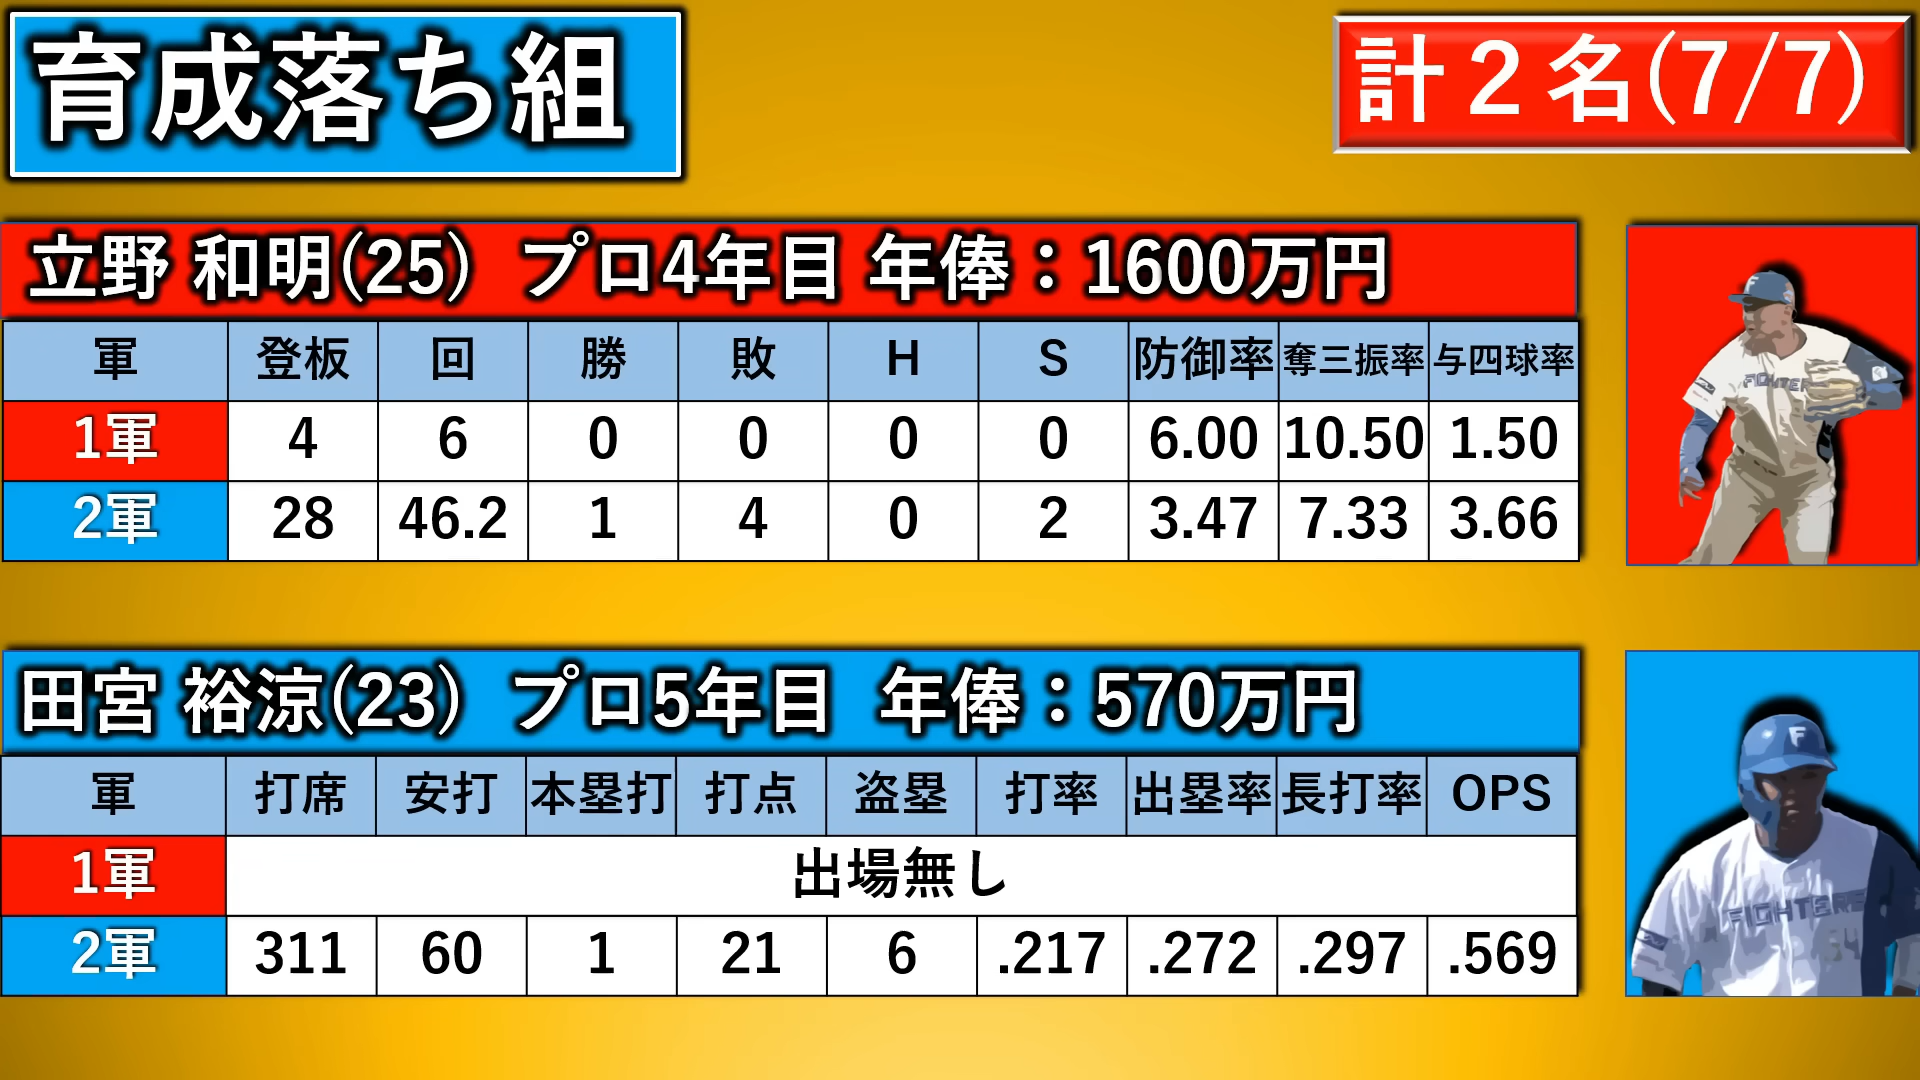 育成落ち組
計２名(7/7)
立野 和明(25) プロ4年目 年俸：1600万円
軍 登板 回 勝 敗 H S 防御率 奪三振率 与四球率
1軍 4 6 0 0 0 0 6.00 10.50 1.50
2軍 28 46.2 1 4 0 2 3.47 7.33 3.66
FIGHTER
田宮 裕涼(23) プロ5年目 年俸：570万円
軍 打席 安打 本塁打 打点 盗塁 打率 出塁率 長打率 OPS
1軍 出場無し
2軍 311 60 1 21 6 .217 .272 .297 .569
F
FIGHTERS
64